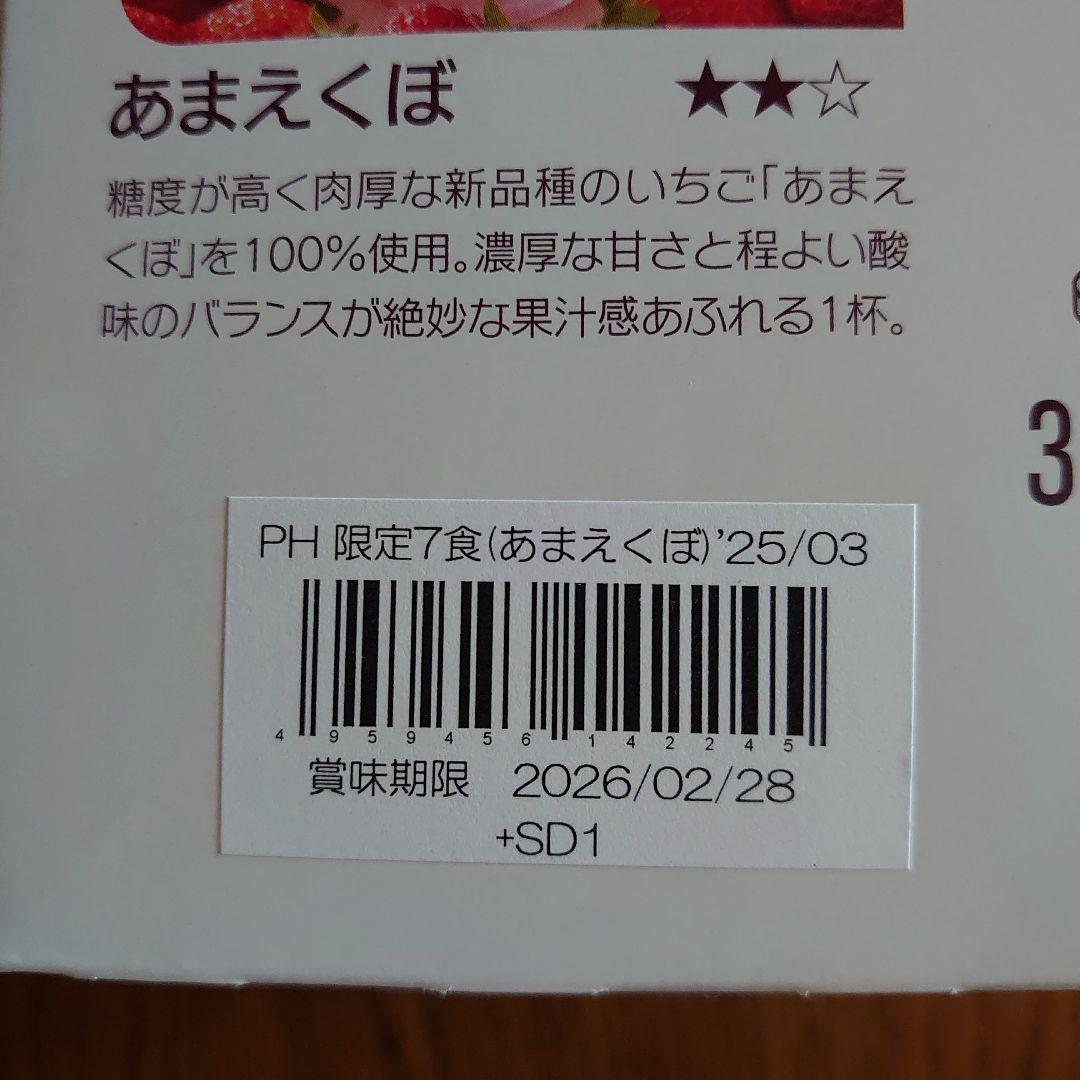 あまえくぼ ★★☆
糖度が高く肉厚な新品種のいちご「あまえ
くぼ」を100%使用。濃厚な甘さと程よい酸
味のバランスが絶妙な果汁感あふれる1杯。
3
PH 限定7食(あまえくぼ)'25/03
4 959456 142245
賞味期限 2026/02/28
+SD1